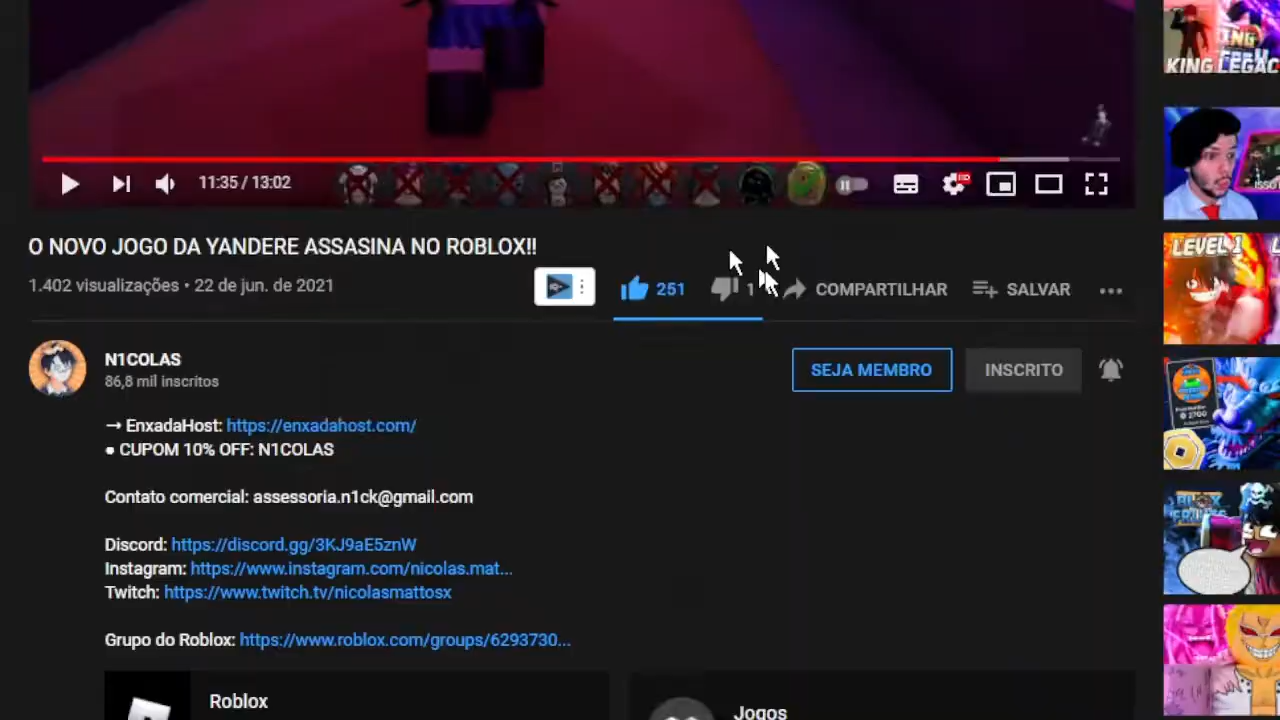 KING LEGAC
11:35 / 13:02
HD
O NOVO JOGO DA YANDERE ASSASINA NO ROBLOX!!
1.402 visualizações • 22 de jun. de 2021
251
1
COMPARTILHAR
SALVAR
LEVEL 1
N1COLAS
86,8 mil inscritos
SEJA MEMBRO
INSCRITO
→ EnxadaHost: https://enxadahost.com/
● CUPOM 10% OFF: N1COLAS
Contato comercial: assessoria.n1ck@gmail.com
Discord: https://discord.gg/3KJ9aE5znW
Instagram: https://www.instagram.com/nicolas.mat...
Twitch: https://www.twitch.tv/nicolasmattosx
Grupo do Roblox: https://www.roblox.com/groups/6293730...
Roblox
Jogos